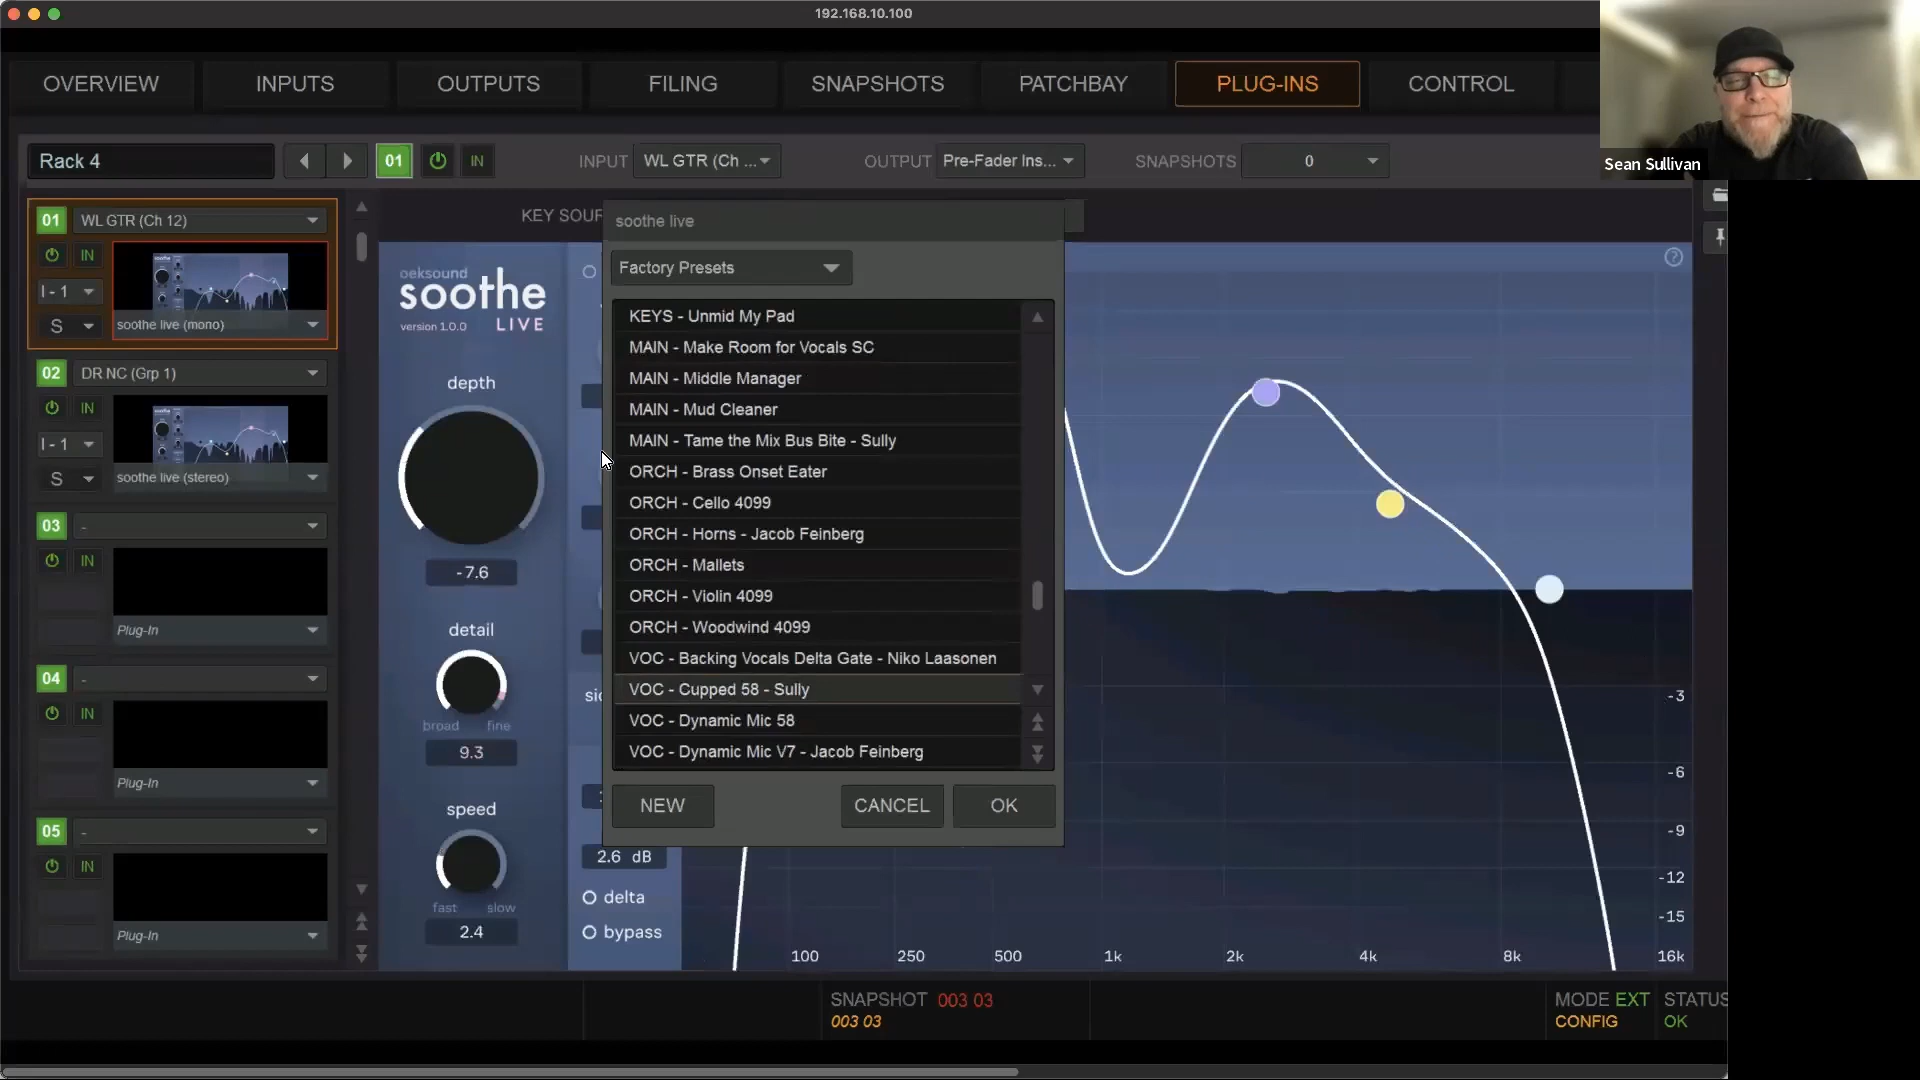 192.168.10.100
OVERVIEW
INPUTS
OUTPUTS
FILING
SNAPSHOTS
PATCHBAY
PLUG-INS
CONTROL
Sean Sullivan
Rack 4
01
IN
INPUT
WL GTR (Ch ...
OUTPUT
Pre-Fader Ins...
SNAPSHOTS
0
01
WL GTR (Ch 12)
IN
I - 1
S
soothe live (mono)
02
DR NC (Grp 1)
IN
I - 1
S
soothe live (stereo)
03
-
IN
Plug-In
04
-
IN
Plug-In
05
-
IN
Plug-In
KEY SOUR
oeksound
soothe
version 1.0.0
LIVE
depth
-7.6
detail
broad
fine
9.3
speed
fast
slow
2.4
soothe live
Factory Presets
KEYS - Unmid My Pad
MAIN - Make Room for Vocals SC
MAIN - Middle Manager
MAIN - Mud Cleaner
MAIN - Tame the Mix Bus Bite - Sully
ORCH - Brass Onset Eater
ORCH - Cello 4099
ORCH - Horns - Jacob Feinberg
ORCH - Mallets
ORCH - Violin 4099
ORCH - Woodwind 4099
VOC - Backing Vocals Delta Gate - Niko Laasonen
VOC - Cupped 58 - Sully
VOC - Dynamic Mic 58
VOC - Dynamic Mic V7 - Jacob Feinberg
NEW
CANCEL
OK
sid
2.6 dB
delta
bypass
?
-3
-6
-9
-12
-15
100
250
500
1k
2k
4k
8k
16k
SNAPSHOT 003 03
003 03
MODE EXT
CONFIG
STATUS
OK